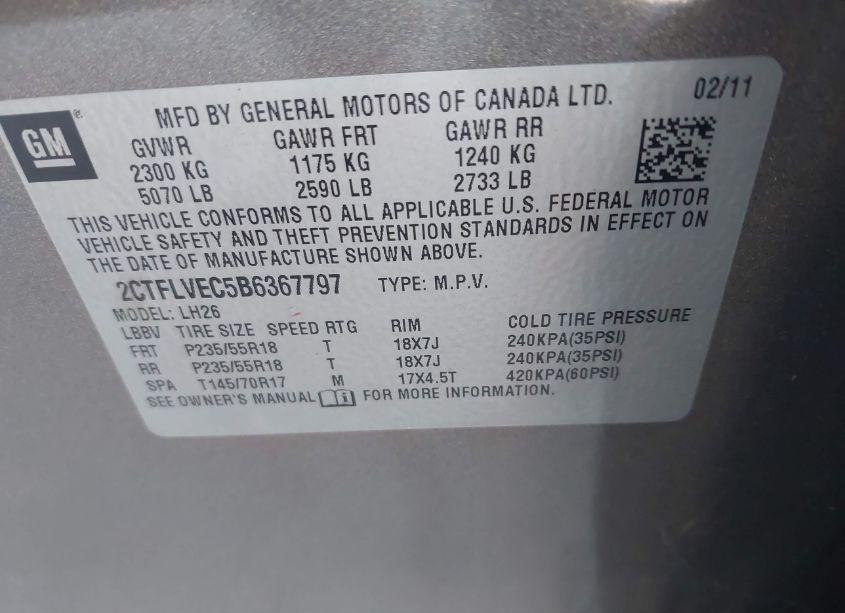 GM®
MFD BY GENERAL MOTORS OF CANADA LTD. 02/11
GVWR GAWR FRT GAWR RR
2300 KG 1175 KG 1240 KG
5070 LB 2590 LB 2733 LB
THIS VEHICLE CONFORMS TO ALL APPLICABLE U.S. FEDERAL MOTOR
VEHICLE SAFETY AND THEFT PREVENTION STANDARDS IN EFFECT ON
THE DATE OF MANUFACTURE SHOWN ABOVE.
2CTFLVEC5B6367797 TYPE: M.P.V.
MODEL: LH26
LBBV TIRE SIZE SPEED RTG RIM COLD TIRE PRESSURE
FRT P235/55R18 T 18X7J 240KPA(35PSI)
RR P235/55R18 T 18X7J 240KPA(35PSI)
SPA T145/70R17 M 17X4.5T 420KPA(60PSI)
SEE OWNER'S MANUAL i FOR MORE INFORMATION.